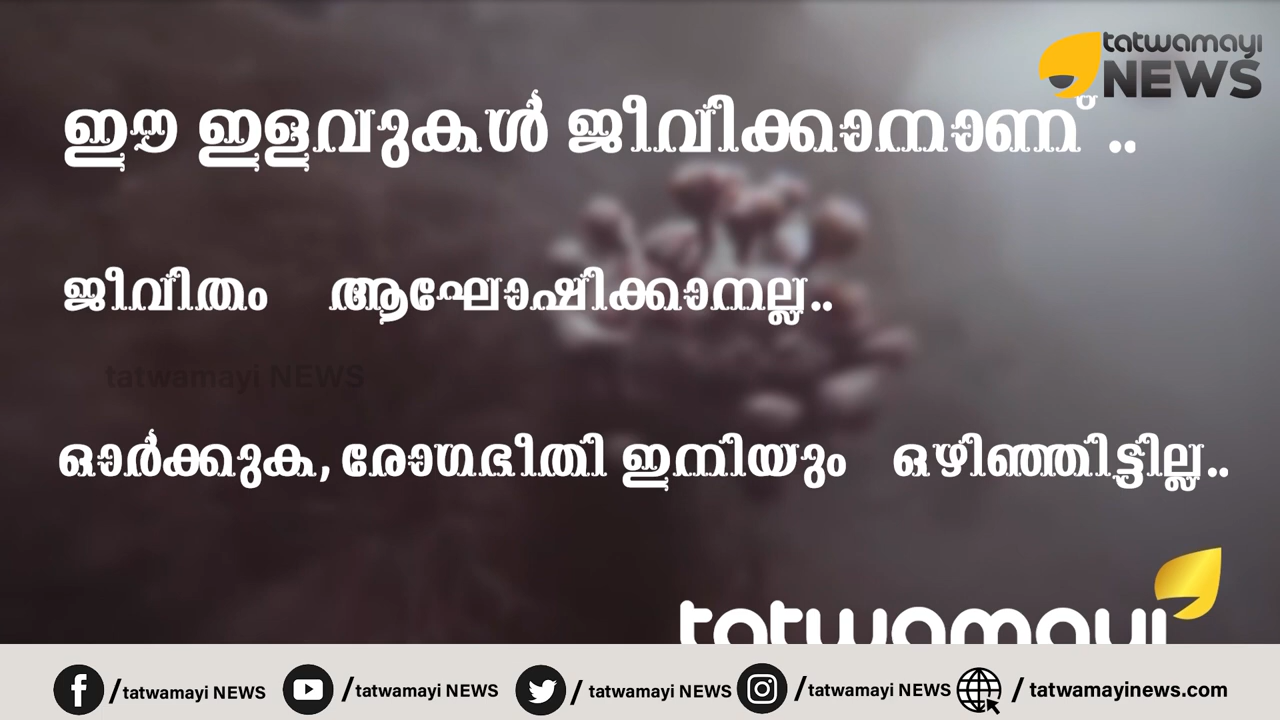 tatwamayi
NEWS
ഈ ഇളവുകൾ ജീവിക്കാനാണ് ..
ജീവിതം ആഘോഷിക്കാനല്ല..
tatwamayi NEWS
ഓർക്കുക, രോഗഭീതി ഇനിയും ഒഴിഞ്ഞിട്ടില്ല..
tatwamayi
/tatwamayi NEWS /tatwamayi NEWS / tatwamayi NEWS /tatwamayi NEWS / tatwamayinews.com